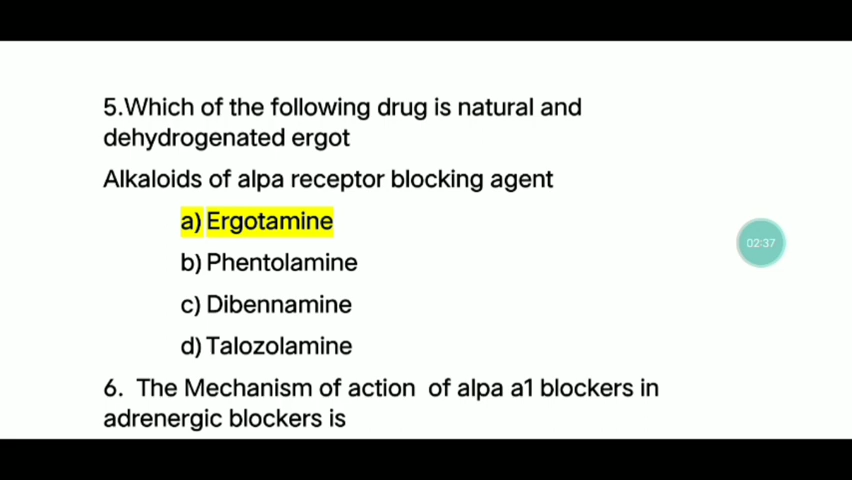 5.Which of the following drug is natural and
dehydrogenated ergot
Alkaloids of alpa receptor blocking agent
a) Ergotamine
b) Phentolamine
c) Dibennamine
d) Talozolamine
6. The Mechanism of action of alpa a1 blockers in
adrenergic blockers is
02:37